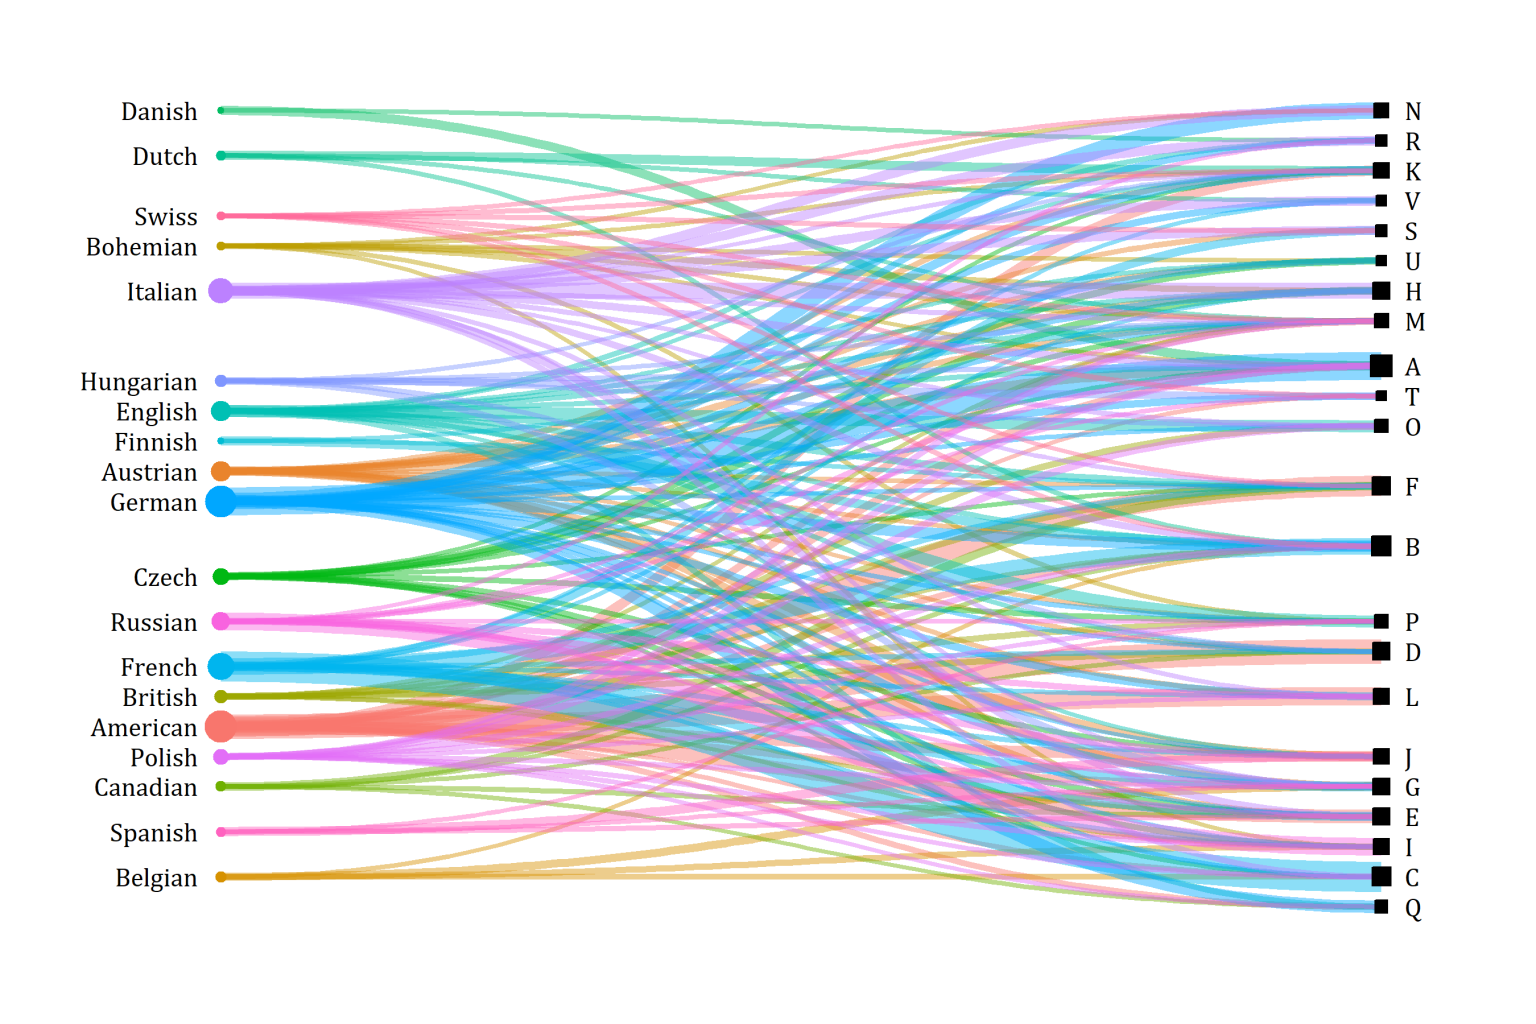 Danish
Dutch
Swiss
Bohemian
Italian
Hungarian
English
Finnish
Austrian
German
Czech
Russian
French
British
American
Polish
Canadian
Spanish
Belgian
N
R
K
V
S
U
H
M
A
T
O
F
B
P
D
L
J
G
E
I
C
Q